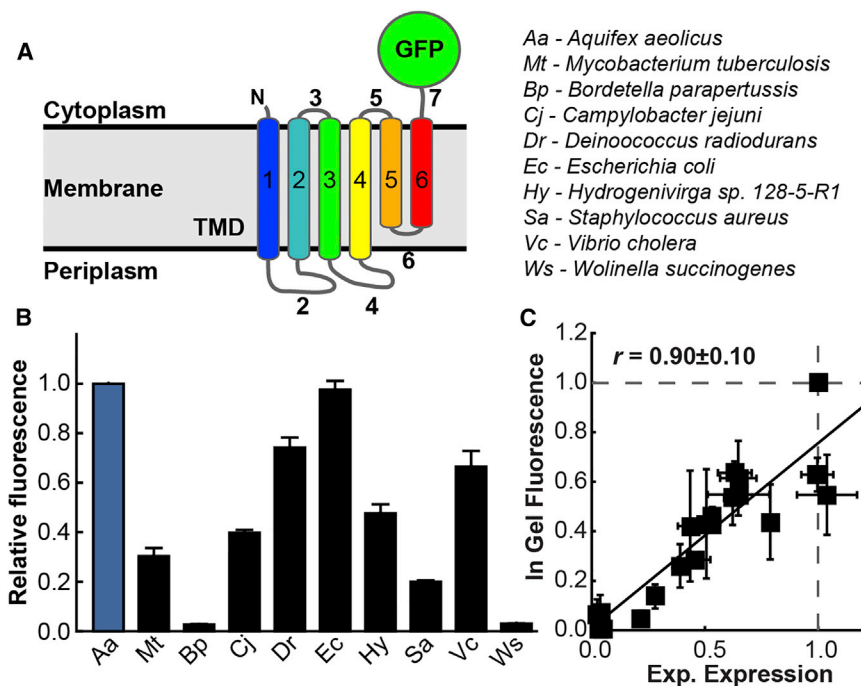 A
GFP
N
3
5
7
Cytoplasm
Membrane
1
2
3
4
5
6
TMD
Periplasm
2
4
6
Aa - Aquifex aeolicus
Mt - Mycobacterium tuberculosis
Bp - Bordetella parapertussis
Cj - Campylobacter jejuni
Dr - Deinoococcus radiodurans
Ec - Escherichia coli
Hy - Hydrogenivirga sp. 128-5-R1
Sa - Staphylococcus aureus
Vc - Vibrio cholera
Ws - Wolinella succinogenes
B
Relative fluorescence
1.0
0.8
0.6
0.4
0.2
0.0
Aa
Mt
Bp
Cj
Dr
Ec
Hy
Sa
Vc
Ws
C
r = 0.90±0.10
In Gel Fluorescence
1.2
1.0
0.8
0.6
0.4
0.2
0.0
0.0
0.5
1.0
Exp. Expression